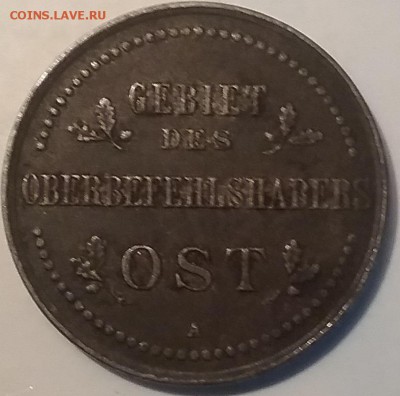 COINS.LAVE.RU
GEBIET
DES
OBERBEFEHLSHABERS
OST
A